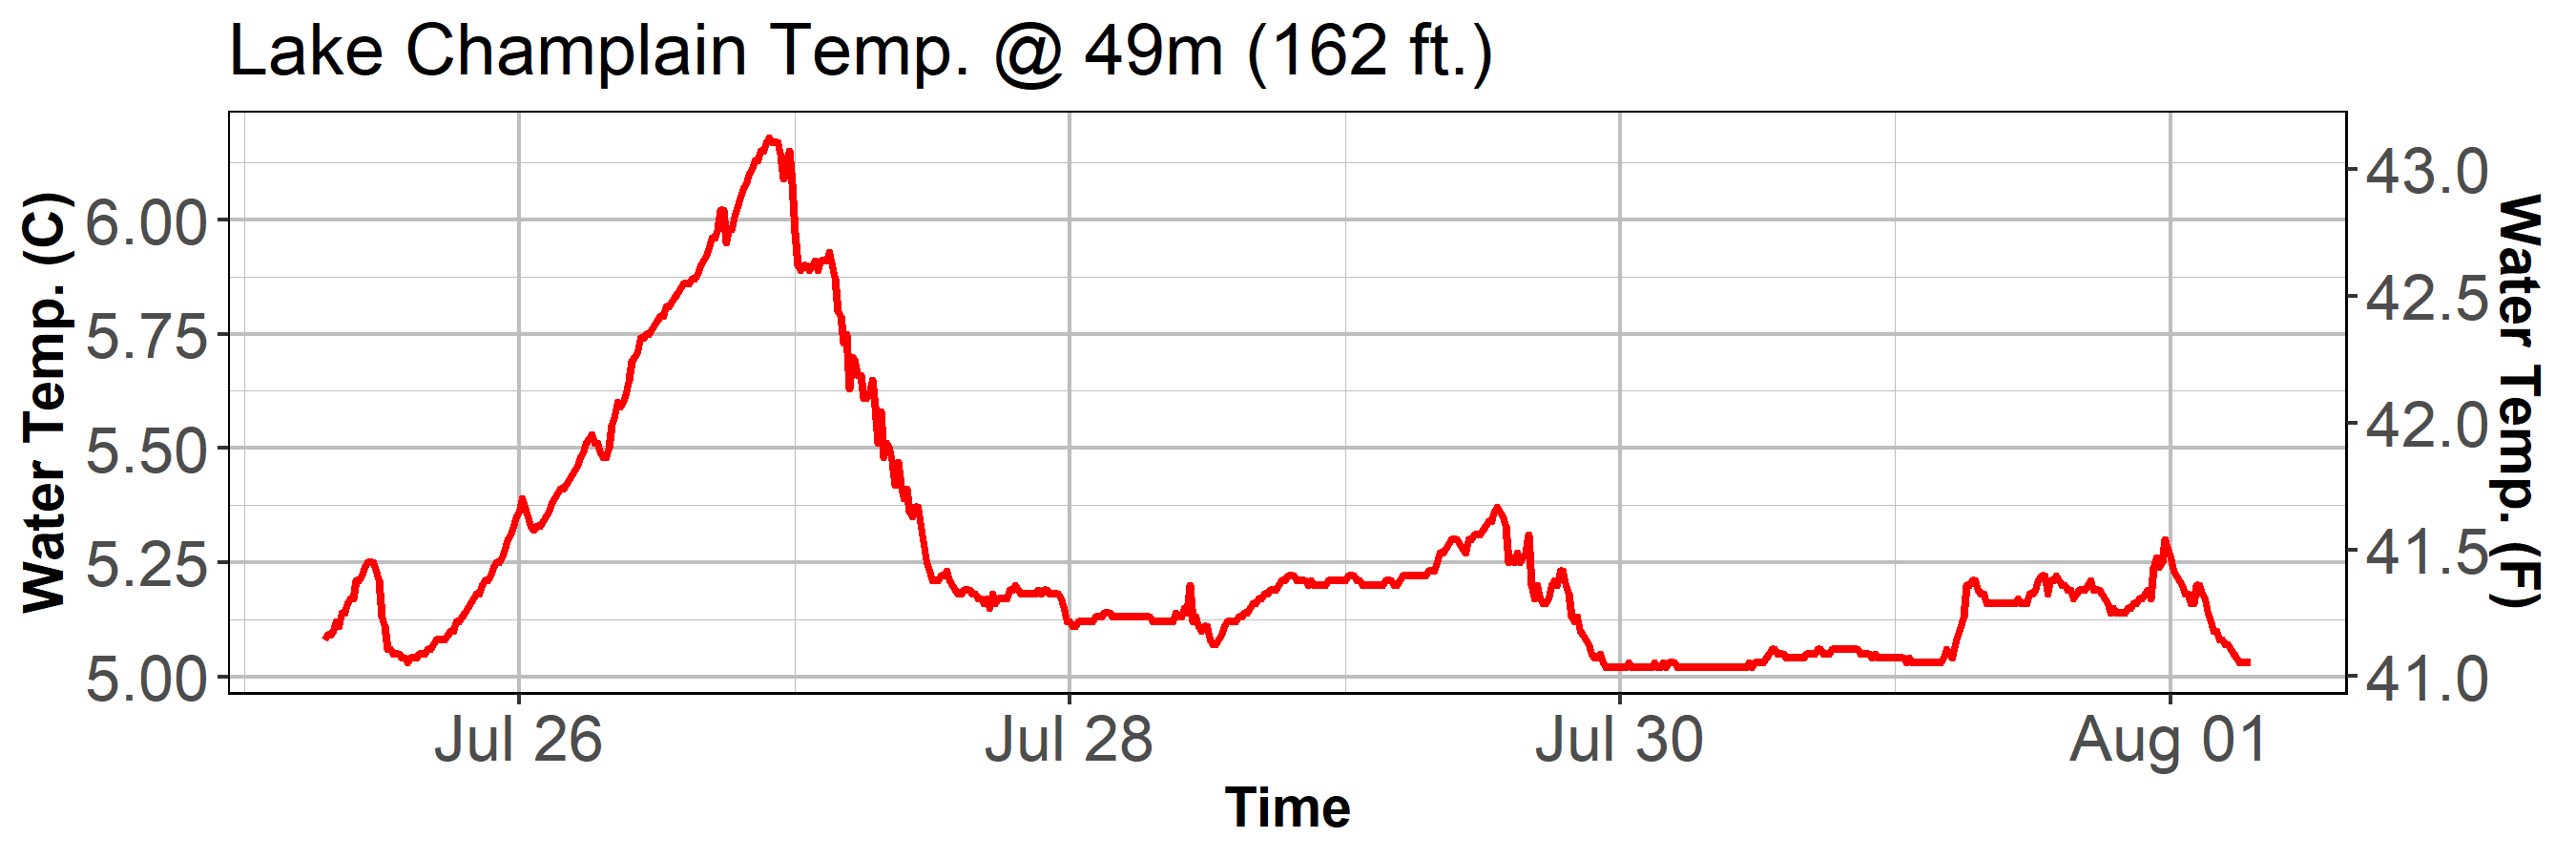 Lake Champlain Temp. @ 49m (162 ft.)
Water Temp. (C)
6.00
5.75
5.50
5.25
5.00
43.0
42.5
42.0
41.5
41.0
Water Temp. (F)
Jul 26 Jul 28 Jul 30 Aug 01
Time